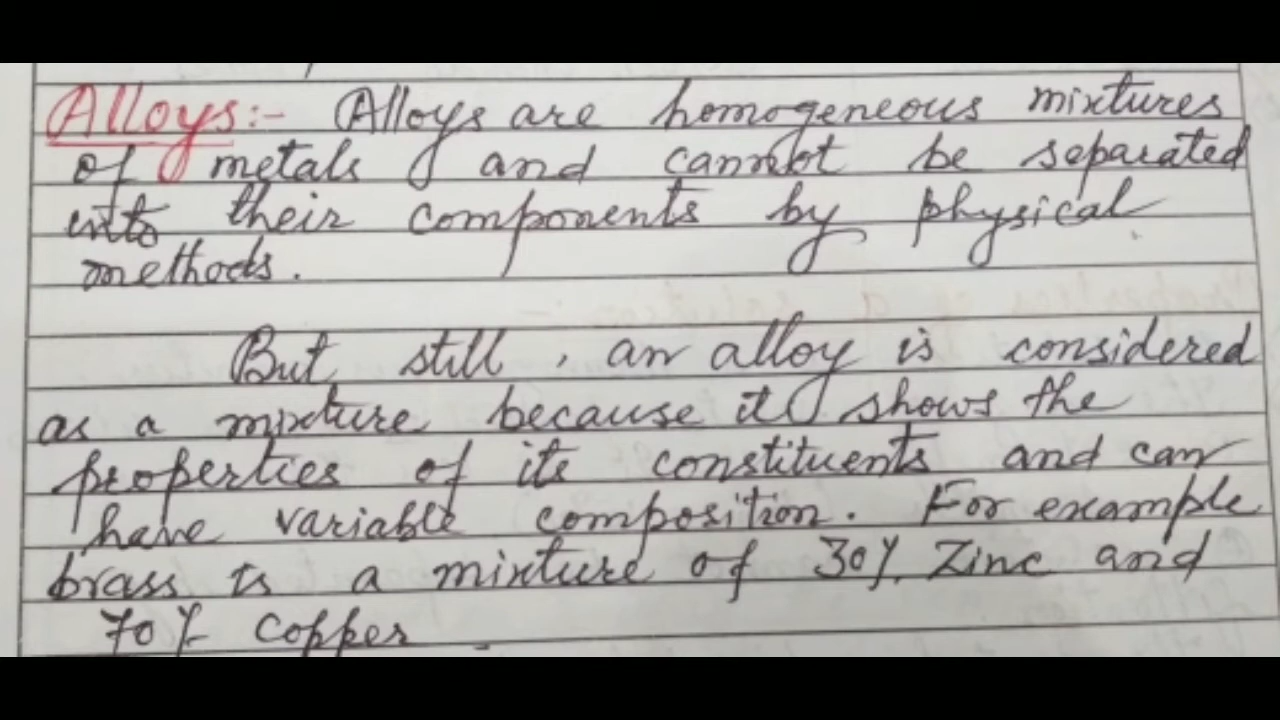 Alloys:- Alloys are homogeneous mixtures
of metals and cannot be separated
into their components by physical
methods.
But still, an alloy is considered
as a mixture because it shows the
properties of its constituents and can
have variable composition. For example
brass is a mixture of 30% Zinc and
70% Copper.